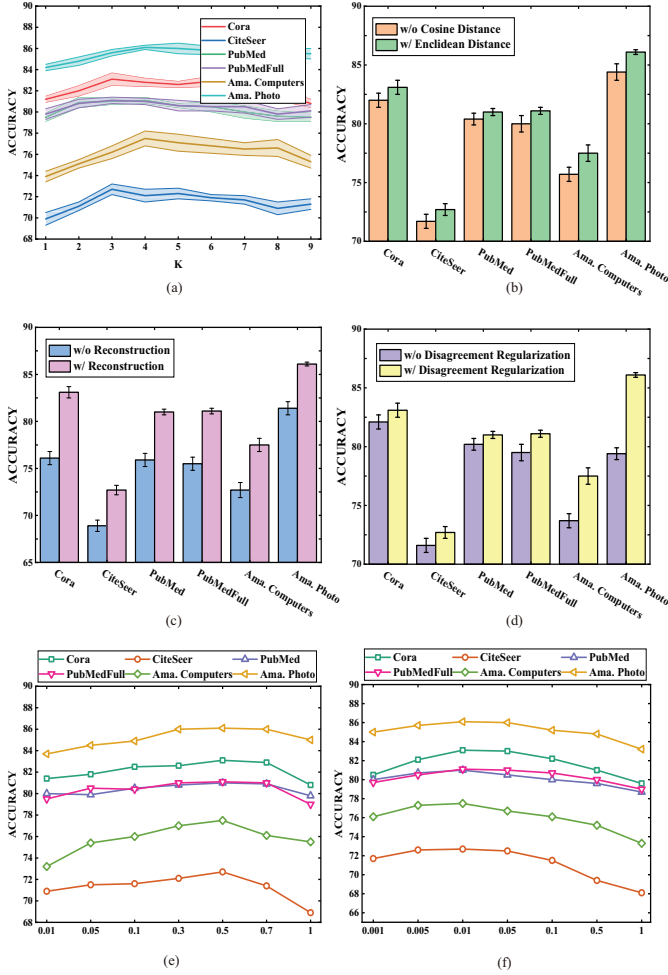 90
88
86
84
82
80
78
76
74
72
70
68
ACCURACY
1 2 3 4 5 6 7 8 9
K
Cora
CiteSeer
PubMed
PubMedFull
Ama. Computers
Ama. Photo
(a)
90
85
80
75
70
ACCURACY
w/o Cosine Distance
w/ Enclidean Distance
Cora CiteSeer PubMed PubMedFull Ama. Computers Ama. Photo
(b)
90
85
80
75
70
65
ACCURACY
w/o Reconstruction
w/ Reconstruction
Cora CiteSeer PubMed PubMedFull Ama. Computers Ama. Photo
(c)
90
85
80
75
70
ACCURACY
w/o Disagreement Regularization
w/ Disagreement Regularization
Cora CiteSeer PubMed PubMedFull Ama. Computers Ama. Photo
(d)
Cora CiteSeer PubMed
PubMedFull Ama. Computers Ama. Photo
90
88
86
84
82
80
78
76
74
72
70
68
ACCURACY
0.01 0.05 0.1 0.3 0.5 0.7 1
(e)
Cora CiteSeer PubMed
PubMedFull Ama. Computers Ama. Photo
90
88
86
84
82
80
78
76
74
72
70
68
66
ACCURACY
0.001 0.005 0.01 0.05 0.1 0.5 1
(f)